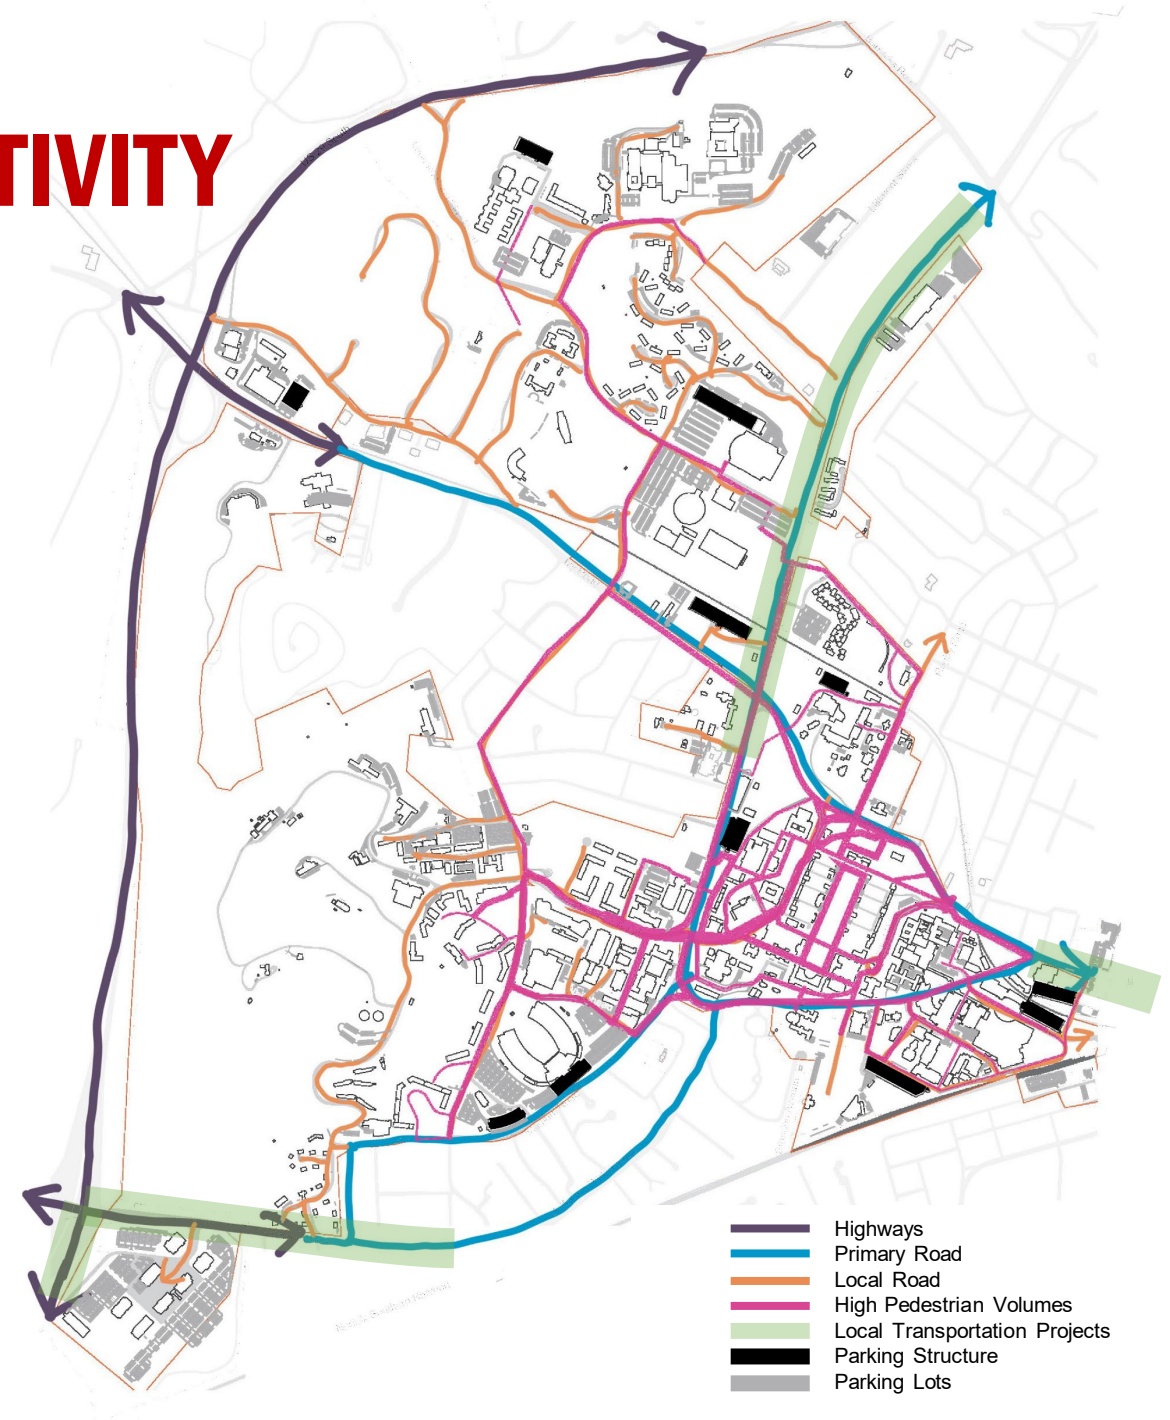 TIVITY
Highways
Primary Road
Local Road
High Pedestrian Volumes
Local Transportation Projects
Parking Structure
Parking Lots